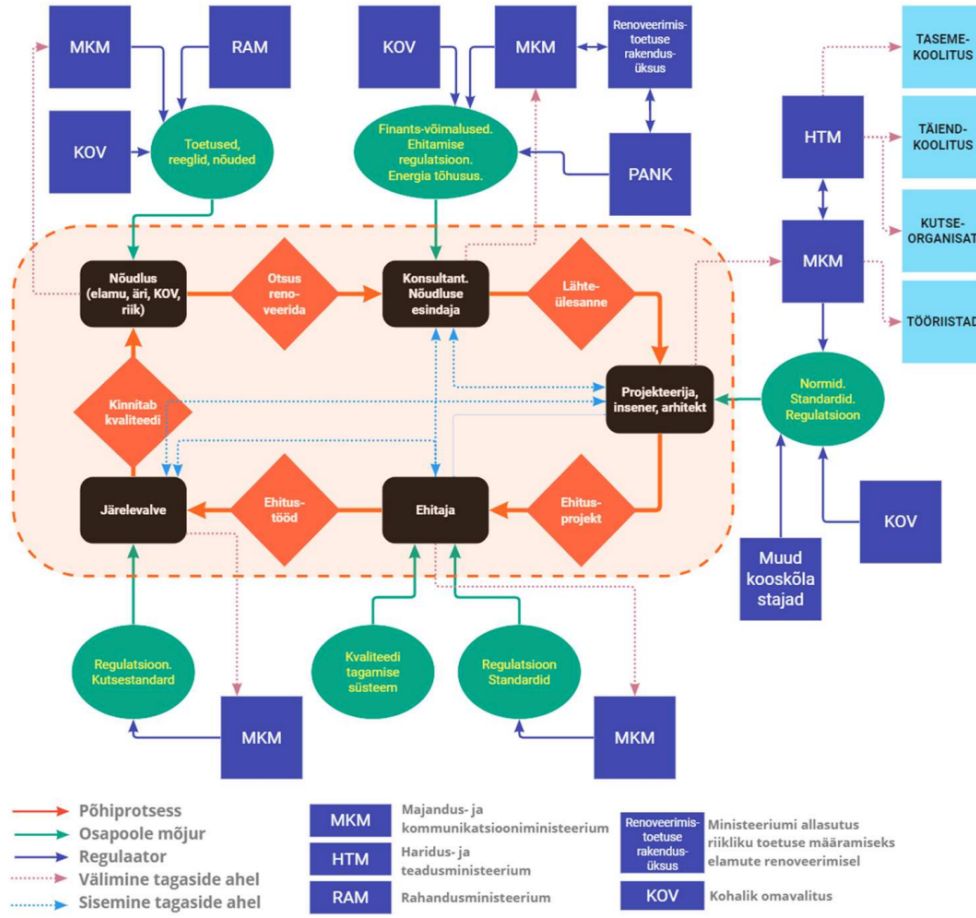 MKM
RAM
KOV
MKM
Renoveerimis-
toetuse
rakendus-
üksus
TASEME-
KOOLITUS
KOV
Toetused,
reeglid, nõuded
Finants-võimalused.
Ehitamise
regulatsioon.
Energia tõhusus.
PANK
HTM
TÄIEND-
KOOLITUS
KUTSE-
ORGANISAT
MKM
TÖÖRIISTAD
Nõudlus
(elamu, äri, KOV,
riik)
Otsus
reno-
veerida
Konsultant.
Nõudluse
esindaja
Lähte-
ülesanne
Kinnitab
kvaliteedi
Projekteerija,
insener, arhitekt
Normid.
Standardid.
Regulatsioon
Järelevalve
Ehitus-
tööd
Ehitaja
Ehitus-
projekt
KOV
Muud
kooskõla
stajad
Regulatsioon.
Kutsestandard
Kvaliteedi
tagamise
süsteem
Regulatsioon
Standardid
MKM
MKM
Põhiprotsess
Osapoole mõjur
Regulaator
Välimine tagaside ahel
Sisemine tagaside ahel
MKM
Majandus- ja
kommunikatsiooniministeerium
HTM
Haridus- ja
teadusministeerium
RAM
Rahandusministeerium
Renoveerimis-
toetuse
rakendus-
üksus
Ministeeriumi allasutus
riikliku toetuse määramiseks
elamute renoveerimisel
KOV
Kohalik omavalitus